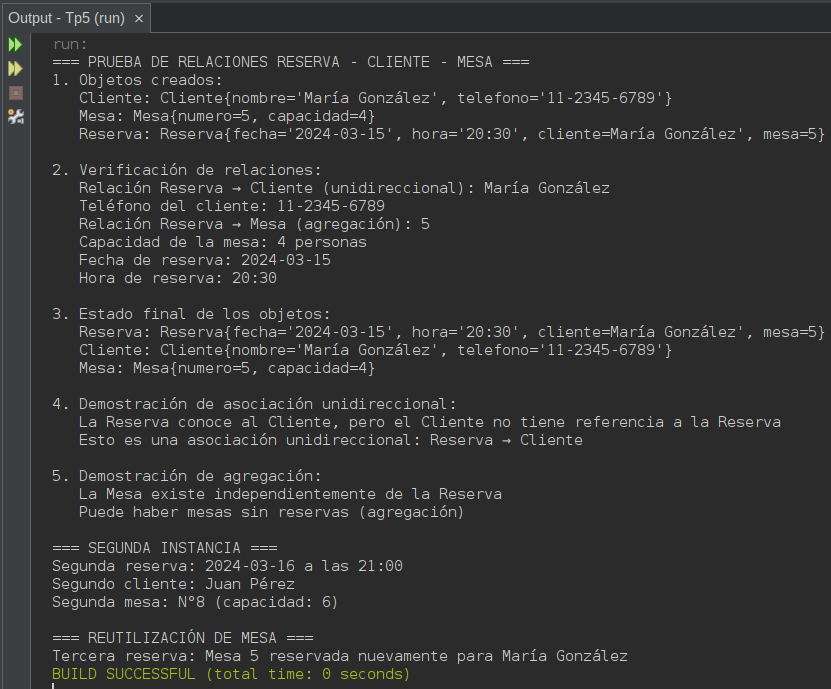 Output - Tp5 (run) ×
run:
=== PRUEBA DE RELACIONES RESERVA - CLIENTE - MESA ===
1. Objetos creados:
   Cliente: Cliente{nombre='María González', telefono='11-2345-6789'}
   Mesa: Mesa{numero=5, capacidad=4}
   Reserva: Reserva{fecha='2024-03-15', hora='20:30', cliente=María González', mesa=5}

2. Verificación de relaciones:
   Relación Reserva → Cliente (unidireccional): María González
   Teléfono del cliente: 11-2345-6789
   Relación Reserva → Mesa (agregación): 5
   Capacidad de la mesa: 4 personas
   Fecha de reserva: 2024-03-15
   Hora de reserva: 20:30

3. Estado final de los objetos:
   Reserva: Reserva{fecha='2024-03-15', hora='20:30', cliente=María González', mesa=5}
   Cliente: Cliente{nombre='María González', telefono='11-2345-6789'}
   Mesa: Mesa{numero=5, capacidad=4}

4. Demostración de asociación unidireccional:
   La Reserva conoce al Cliente, pero el Cliente no tiene referencia a la Reserva
   Esto es una asociación unidireccional: Reserva → Cliente

5. Demostración de agregación:
   La Mesa existe independientemente de la Reserva
   Puede haber mesas sin reservas (agregación)

=== SEGUNDA INSTANCIA ===
Segunda reserva: 2024-03-16 a las 21:00
Segundo cliente: Juan Pérez
Segunda mesa: N°8 (capacidad: 6)

=== REUTILIZACIÓN DE MESA ===
Tercera reserva: Mesa 5 reservada nuevamente para María González
BUILD SUCCESSFUL (total time: 0 seconds)